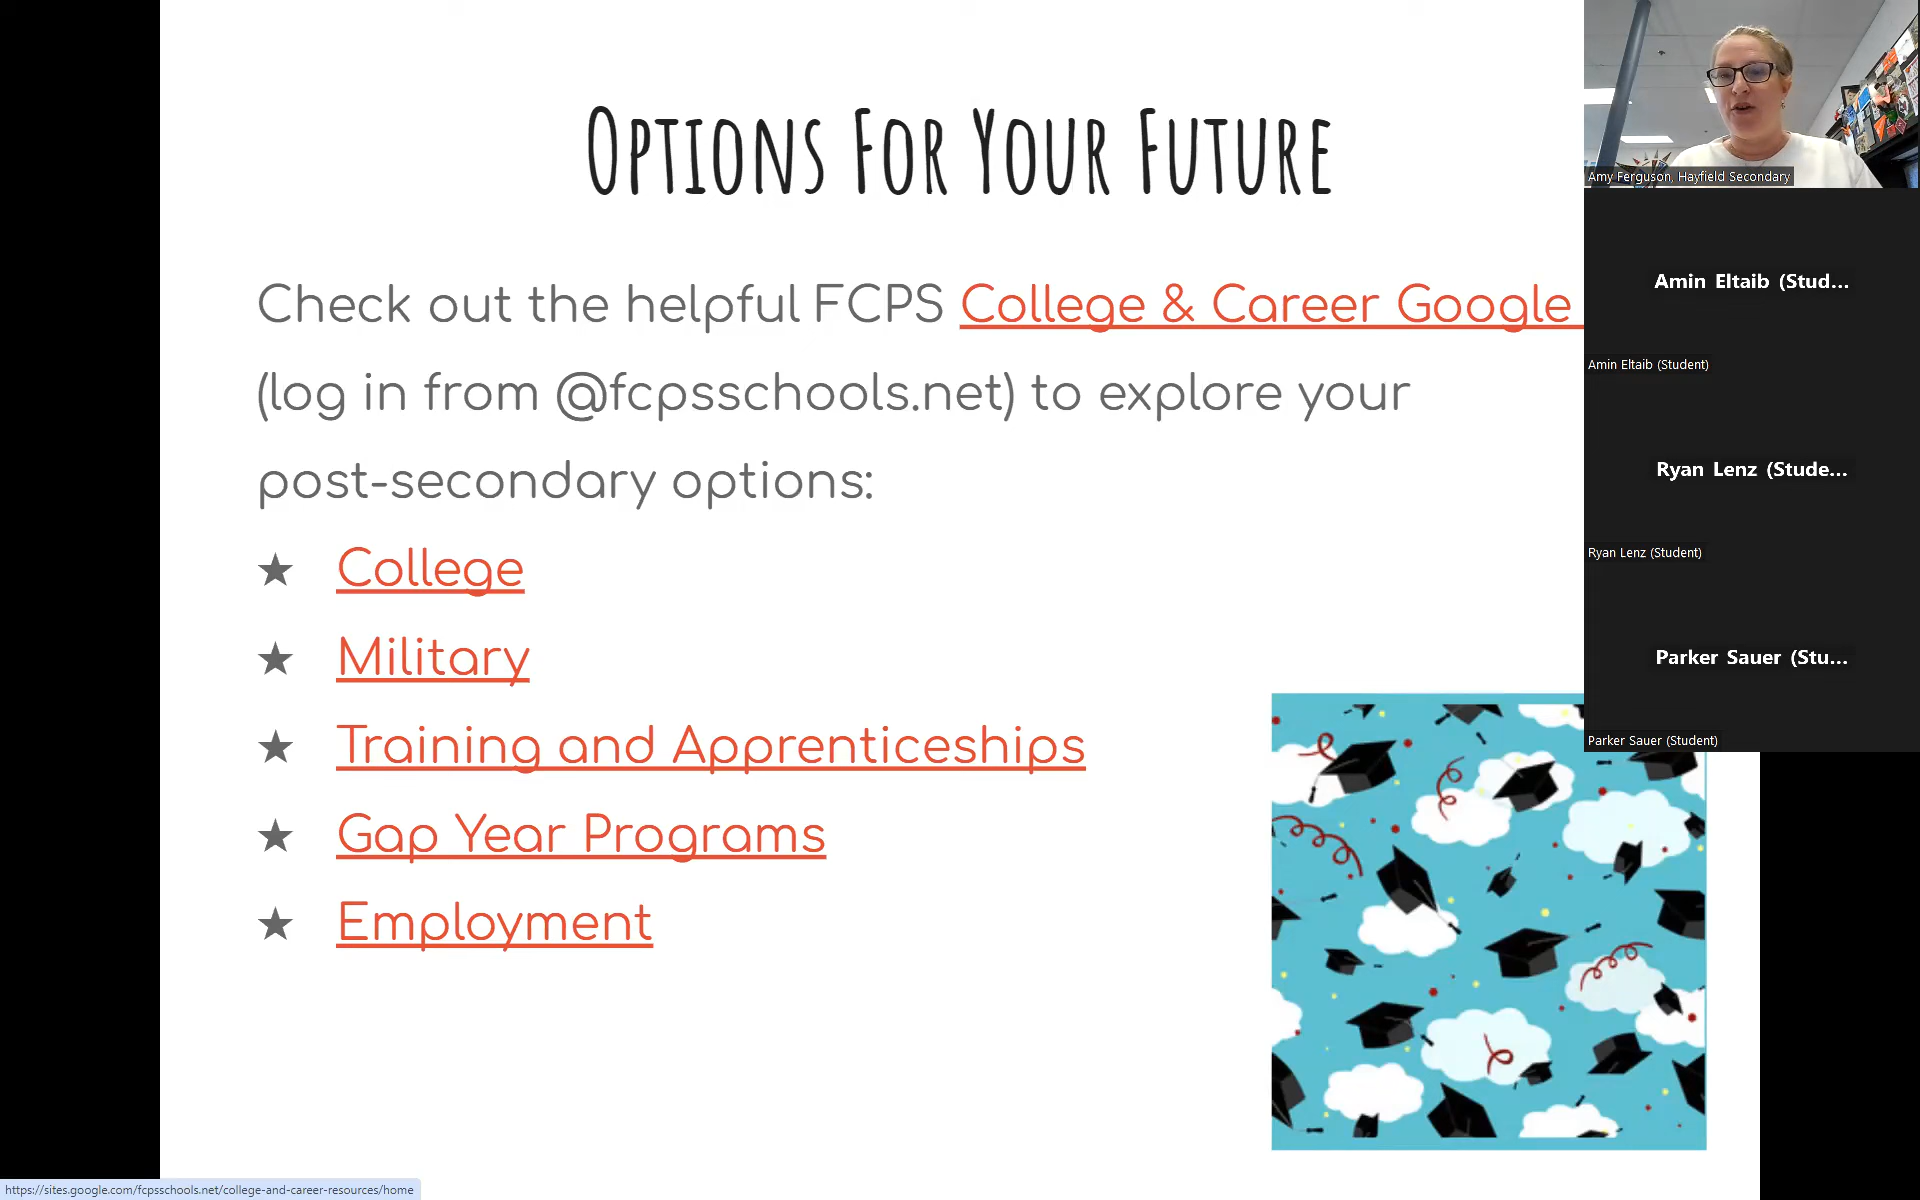 Options For Your Future
Check out the helpful FCPS College & Career Google
(log in from @fcpsschools.net) to explore your
post-secondary options:
★ College
★ Military
★ Training and Apprenticeships
★ Gap Year Programs
★ Employment
Amy Ferguson, Hayfield Secondary
Amin Eltaib (Stud...
Amin Eltaib (Student)
Ryan Lenz (Stude...
Ryan Lenz (Student)
Parker Sauer (Stu...
Parker Sauer (Student)
https://sites.google.com/fcpsschools.net/college-and-career-resources/home